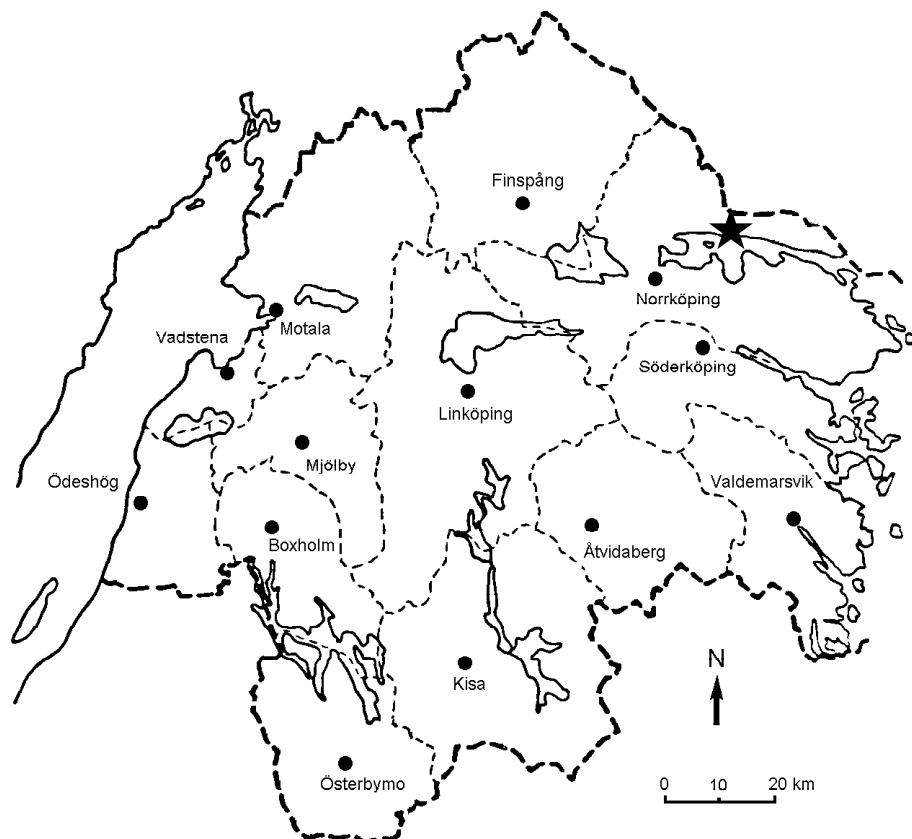 Finspång
Norrköping
Motala
Vadstena
Söderköping
Linköping
Mjölby
Ödeshög
Valdemarsvik
Boxholm
Åtvidaberg
N
Kisa
Österbymo
0 10 20 km